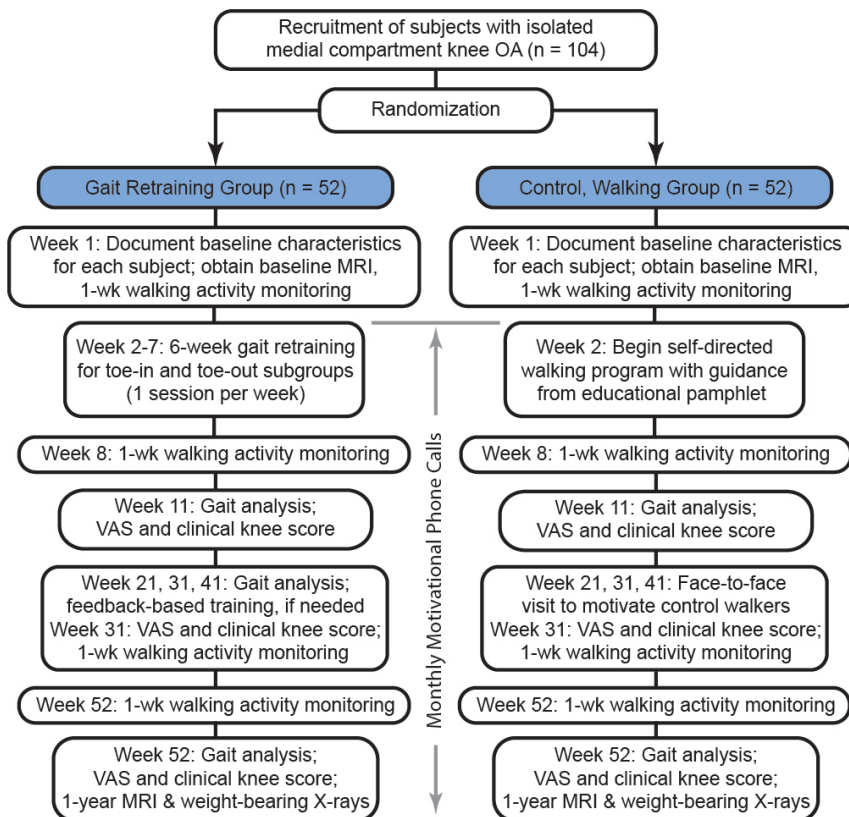 Recruitment of subjects with isolated
medial compartment knee OA (n = 104)
Randomization
Gait Retraining Group (n = 52)
Control, Walking Group (n = 52)
Week 1: Document baseline characteristics
for each subject; obtain baseline MRI,
1-wk walking activity monitoring
Week 1: Document baseline characteristics
for each subject; obtain baseline MRI,
1-wk walking activity monitoring
Week 2-7: 6-week gait retraining
for toe-in and toe-out subgroups
(1 session per week)
Week 2: Begin self-directed
walking program with guidance
from educational pamphlet
Monthly Motivational Phone Calls
Week 8: 1-wk walking activity monitoring
Week 8: 1-wk walking activity monitoring
Week 11: Gait analysis;
VAS and clinical knee score
Week 11: Gait analysis;
VAS and clinical knee score
Week 21, 31, 41: Gait analysis;
feedback-based training, if needed
Week 31: VAS and clinical knee score;
1-wk walking activity monitoring
Week 21, 31, 41: Face-to-face
visit to motivate control walkers
Week 31: VAS and clinical knee score;
1-wk walking activity monitoring
Week 52: 1-wk walking activity monitoring
Week 52: 1-wk walking activity monitoring
Week 52: Gait analysis;
VAS and clinical knee score;
1-year MRI & weight-bearing X-rays
Week 52: Gait analysis;
VAS and clinical knee score;
1-year MRI & weight-bearing X-rays